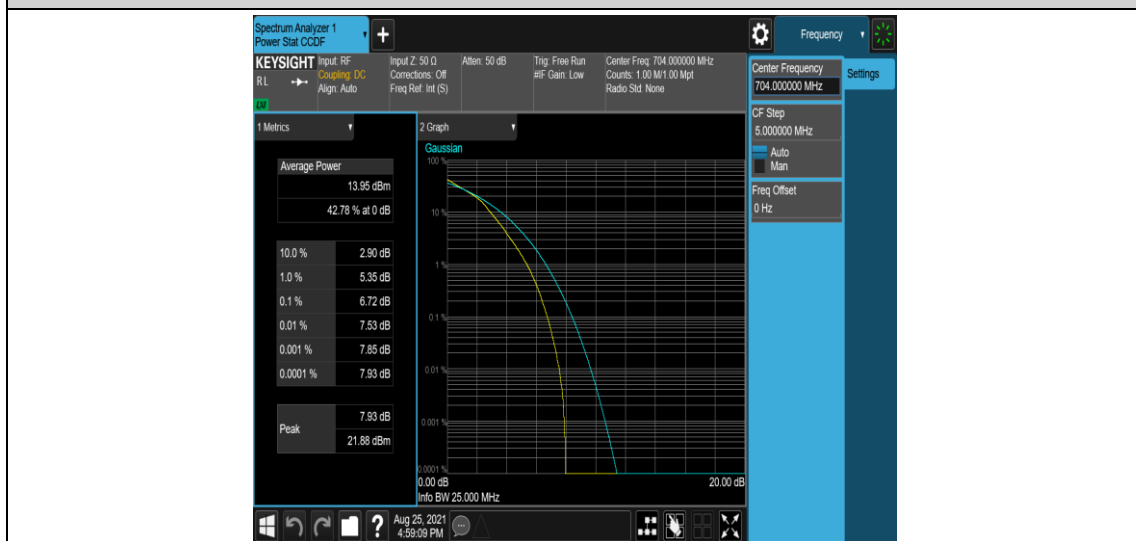 Spectrum Analyzer 1
Power Stat CCDF
+
Frequency
KEYSIGHT
RL
LXI
Input: RF
Coupling: DC
Align: Auto
Input Z: 50 Ω
Corrections: Off
Freq Ref: Int (S)
Atten: 50 dB
Trig: Free Run
#IF Gain: Low
Center Freq: 704.000000 MHz
Counts: 1.00 M/1.00 Mpt
Radio Std: None
Center Frequency
704.000000 MHz
Settings
CF Step
5.000000 MHz
Auto
Man
Freq Offset
0 Hz
1 Metrics
Average Power
13.95 dBm
42.78 % at 0 dB
10.0 % 2.90 dB
1.0 % 5.35 dB
0.1 % 6.72 dB
0.01 % 7.53 dB
0.001 % 7.85 dB
0.0001 % 7.93 dB
Peak
7.93 dB
21.88 dBm
2 Graph
Gaussian
100 %
10 %
1 %
0.1 %
0.01 %
0.001 %
0.0001 %
0.00 dB 20.00 dB
Info BW 25.000 MHz
?
Aug 25, 2021
4:59:09 PM